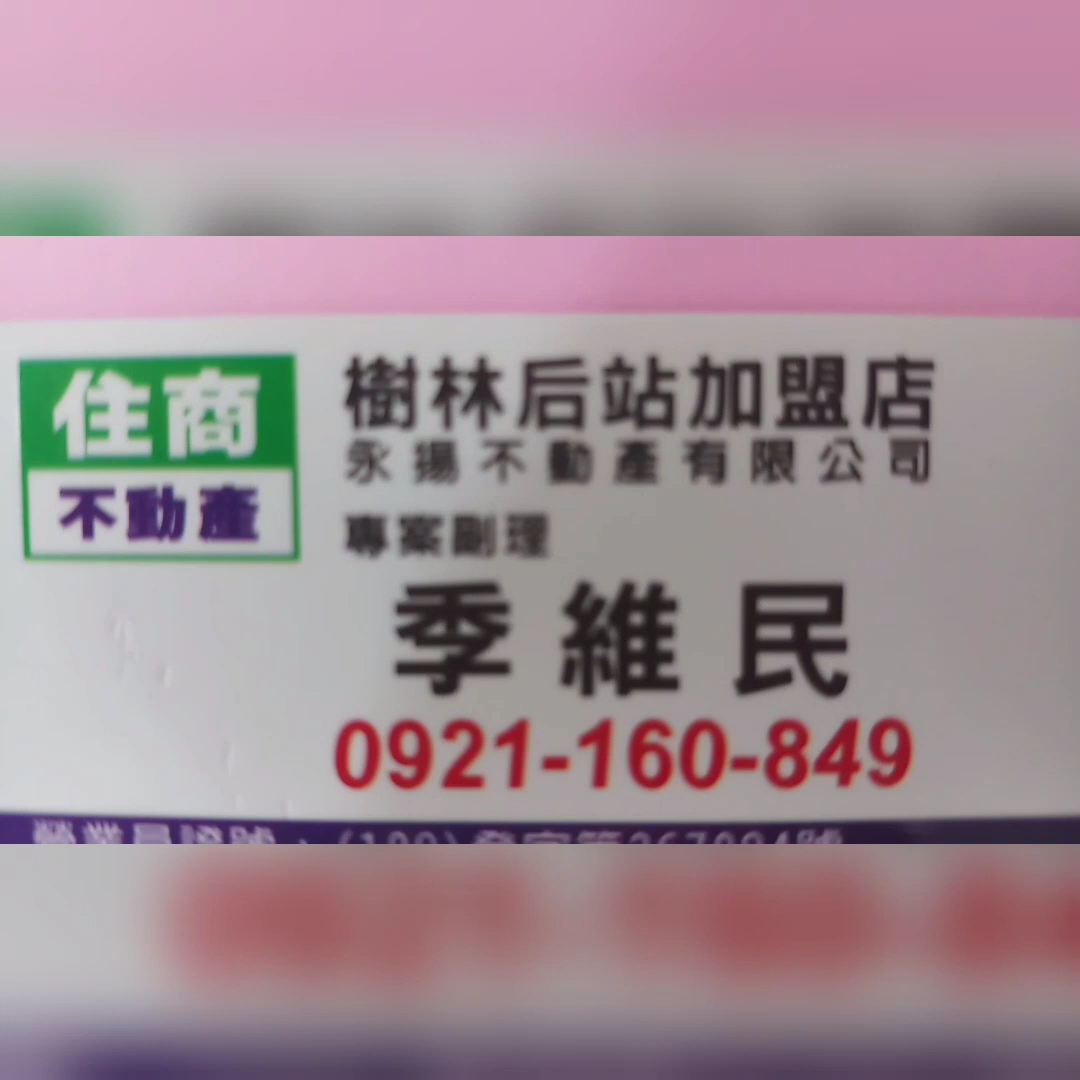 住商
不動產
樹林后站加盟店
永揚不動產有限公司
專案副理
季維民
0921-160-849